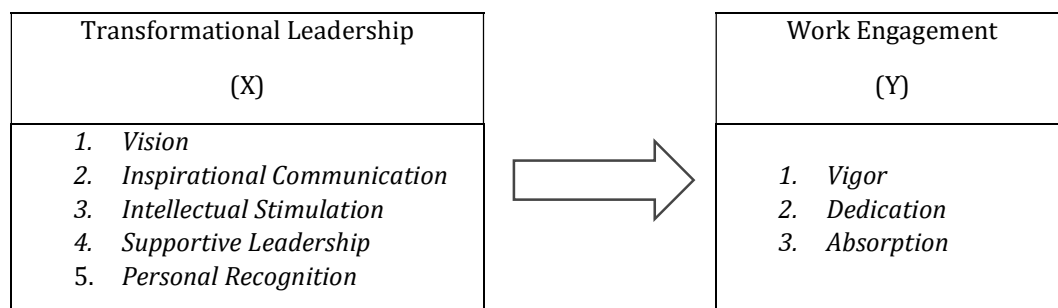 Transformational Leadership
(X)
1. Vision
2. Inspirational Communication
3. Intellectual Stimulation
4. Supportive Leadership
5. Personal Recognition
Work Engagement
(Y)
1. Vigor
2. Dedication
3. Absorption